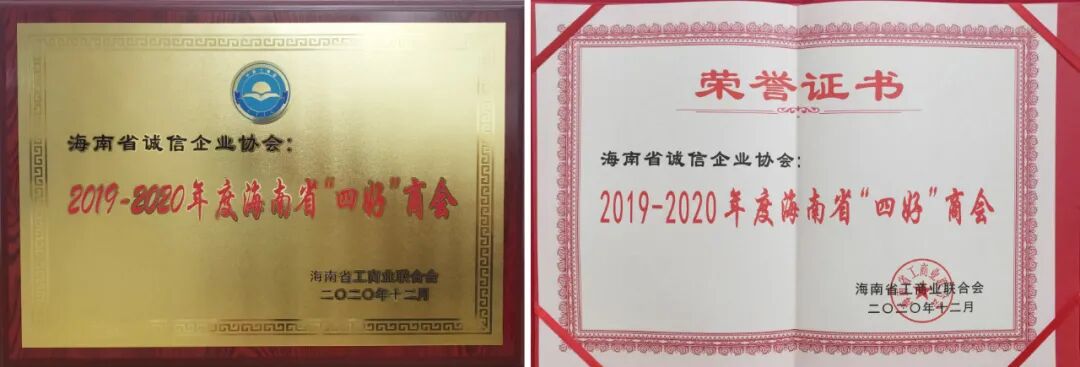 海南省诚信企业协会：
2019-2020年度海南省“四好”商会
海南省工商业联合会
二〇二〇年十二月
荣誉证书
海南省诚信企业协会：
2019-2020年度海南省“四好”商会
海南省工商业联合会
二〇二〇年十二月